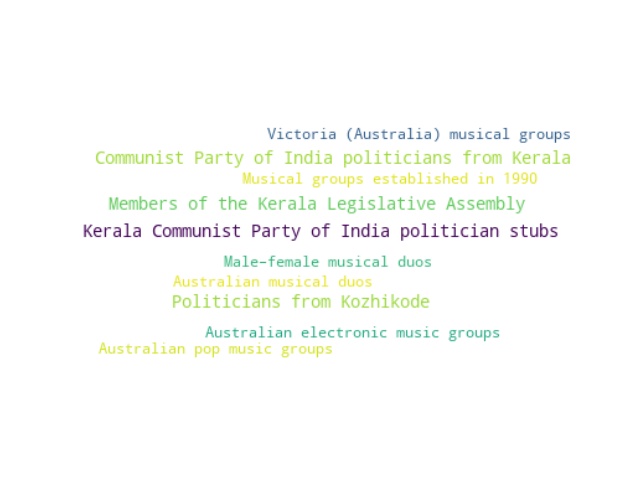 Victoria (Australia) musical groups
Communist Party of India politicians from Kerala
Musical groups established in 1990
Members of the Kerala Legislative Assembly
Kerala Communist Party of India politician stubs
Male–female musical duos
Australian musical duos
Politicians from Kozhikode
Australian electronic music groups
Australian pop music groups